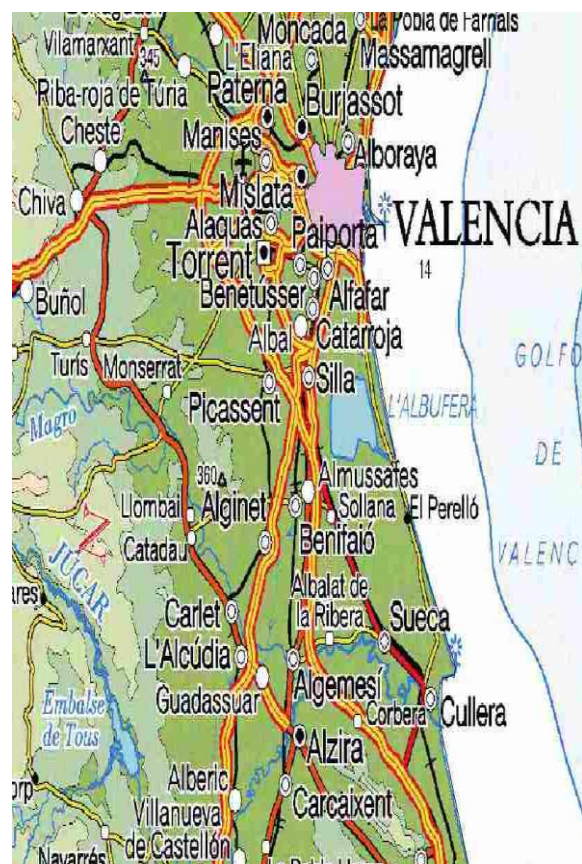 La Pobla de Farnals
Moncada
Vilamarxant
L'Eliana
Massamagrell
345
Riba-roja de Túria
Paterna
Burjassot
Cheste
Manises
Alboraya
Mislata
Chiva
Alaquàs
VALENCIA
Paiporta
Torrent
14
Buñol
Benetússer
Alfafar
Albal
Catarroja
GOLFO
Turís
Monserrat
Silla
Picassent
L'ALBUFERA
Magro
DE
360
Almussafes
Llombai
Alginet
Sollana
El Perelló
Catadau
Benifaió
VALENC
JUCAR
Albalat de
la Ribera
ares
Carlet
Sueca
L'Alcúdia
Algemesí
Guadassuar
Corbera
Cullera
Embalse
de Tous
Alzira
Alberic
orp
Carcaixent
Villanueva
de Castellón
Navarrés